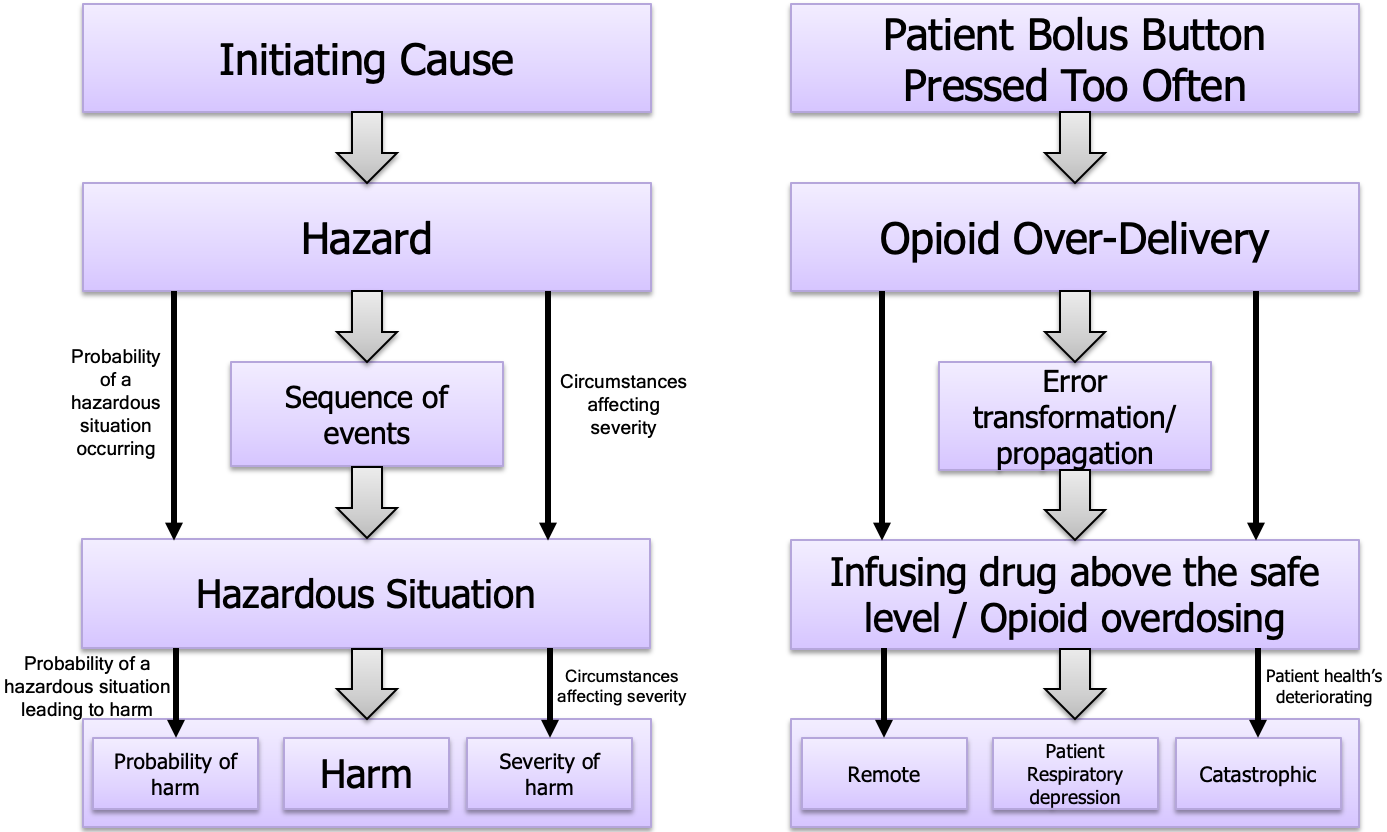 Initiating Cause
Hazard
Probability
of a
hazardous
situation
occurring
Sequence of
events
Circumstances
affecting
severity
Hazardous Situation
Probability of a
hazardous situation
leading to harm
Circumstances
affecting severity
Probability of
harm
Harm
Severity of
harm
Patient Bolus Button
Pressed Too Often
Opioid Over-Delivery
Error
transformation/
propagation
Infusing drug above the safe
level / Opioid overdosing
Patient health’s
deteriorating
Remote
Patient
Respiratory
depression
Catastrophic